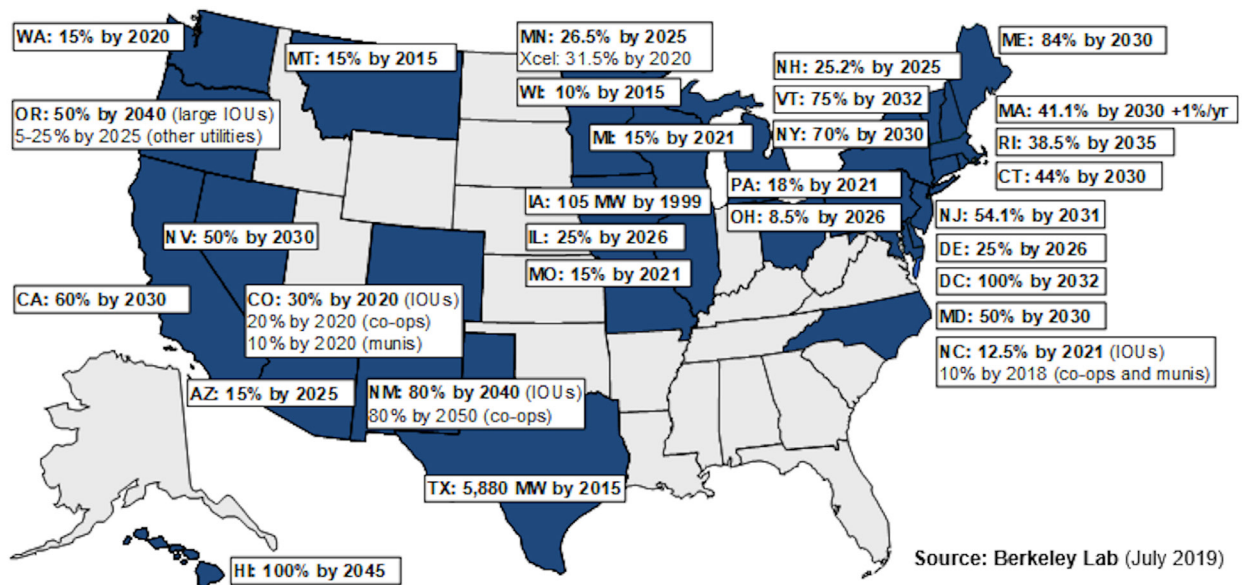 WA: 15% by 2020
MT: 15% by 2015
MN: 26.5% by 2025
Xcel: 31.5% by 2020
ME: 84% by 2030
NH: 25.2% by 2025
WI: 10% by 2015
VT: 75% by 2032
OR: 50% by 2040 (large IOUs)
5-25% by 2025 (other utilities)
MA: 41.1% by 2030 +1%/yr
MI: 15% by 2021
NY: 70% by 2030
RI: 38.5% by 2035
CT: 44% by 2030
PA: 18% by 2021
IA: 105 MW by 1999
OH: 8.5% by 2026
NJ: 54.1% by 2031
NV: 50% by 2030
IL: 25% by 2026
DE: 25% by 2026
MO: 15% by 2021
DC: 100% by 2032
CA: 60% by 2030
CO: 30% by 2020 (IOUs)
20% by 2020 (co-ops)
10% by 2020 (munis)
MD: 50% by 2030
NC: 12.5% by 2021 (IOUs)
10% by 2018 (co-ops and munis)
AZ: 15% by 2025
NM: 80% by 2040 (IOUs)
80% by 2050 (co-ops)
TX: 5,880 MW by 2015
HI: 100% by 2045
Source: Berkeley Lab (July 2019)